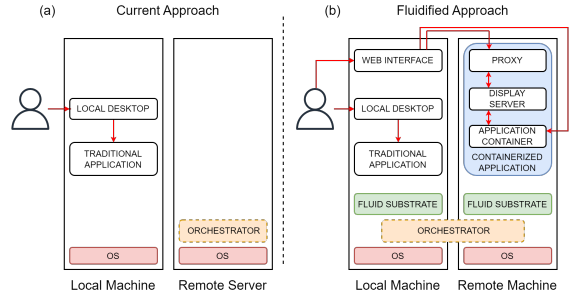 (a)
Current Approach
LOCAL DESKTOP
TRADITIONAL
APPLICATION
ORCHESTRATOR
OS
OS
Local Machine
Remote Server
(b)
Fluidified Approach
WEB INTERFACE
LOCAL DESKTOP
TRADITIONAL
APPLICATION
PROXY
DISPLAY
SERVER
APPLICATION
CONTAINER
CONTAINERIZED
APPLICATION
FLUID SUBSTRATE
FLUID SUBSTRATE
ORCHESTRATOR
OS
OS
Local Machine
Remote Machine